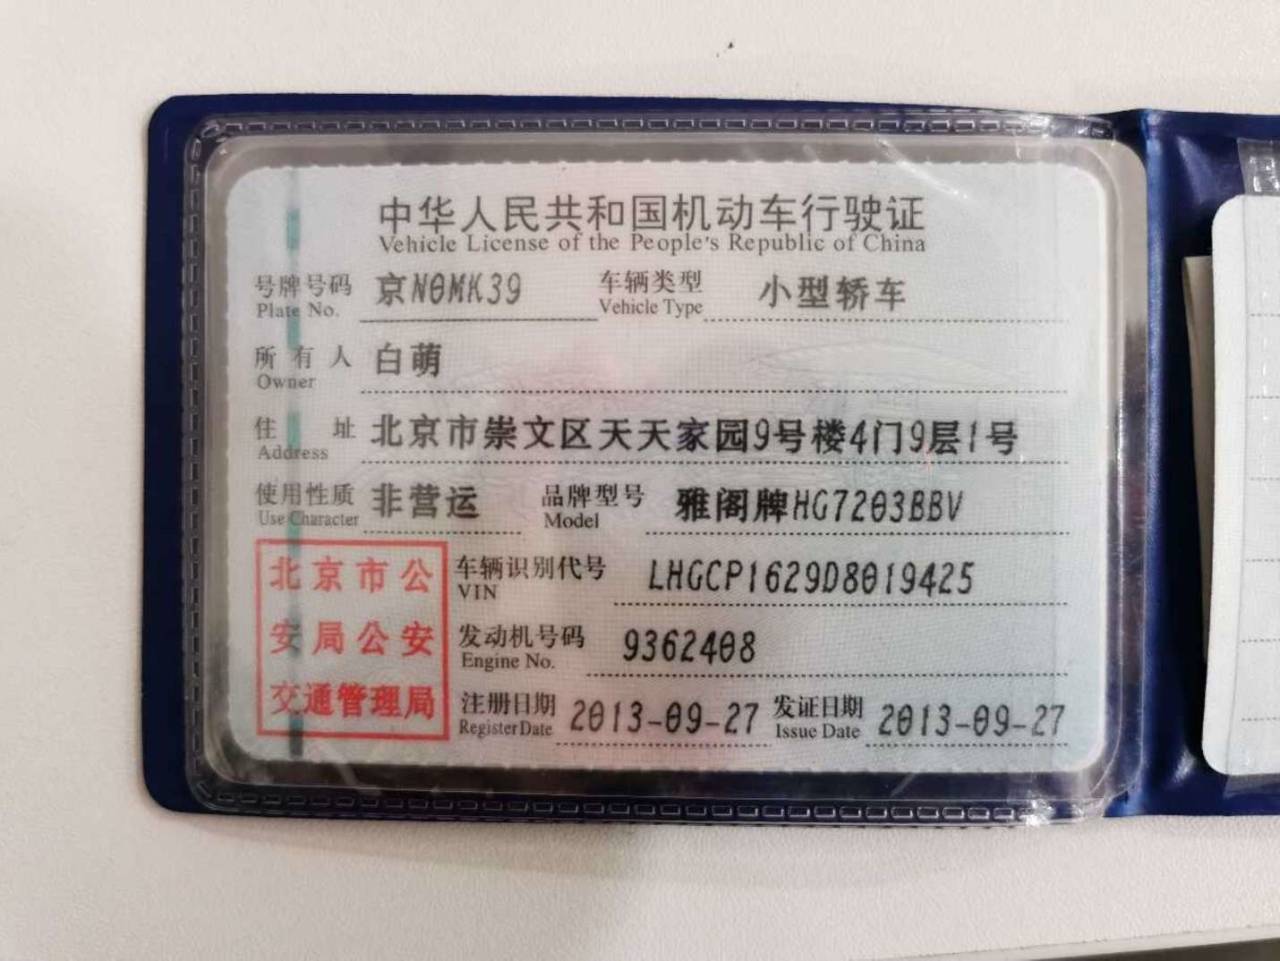 中华人民共和国机动车行驶证
Vehicle License of the People's Republic of China
号牌号码 京N0MK39 车辆类型 小型轿车
Plate No. Vehicle Type
所有人 白萌
Owner
住址 北京市崇文区天天家园9号楼4门9层1号
Address
使用性质 非营运 品牌型号 雅阁牌HG7203BBV
Use Character Model
北京市公 车辆识别代号 LHGCP1629D8019425
VIN
安局公安 发动机号码 9362408
Engine No.
交通管理局 注册日期 2013-09-27 发证日期 2013-09-27
Register Date Issue Date